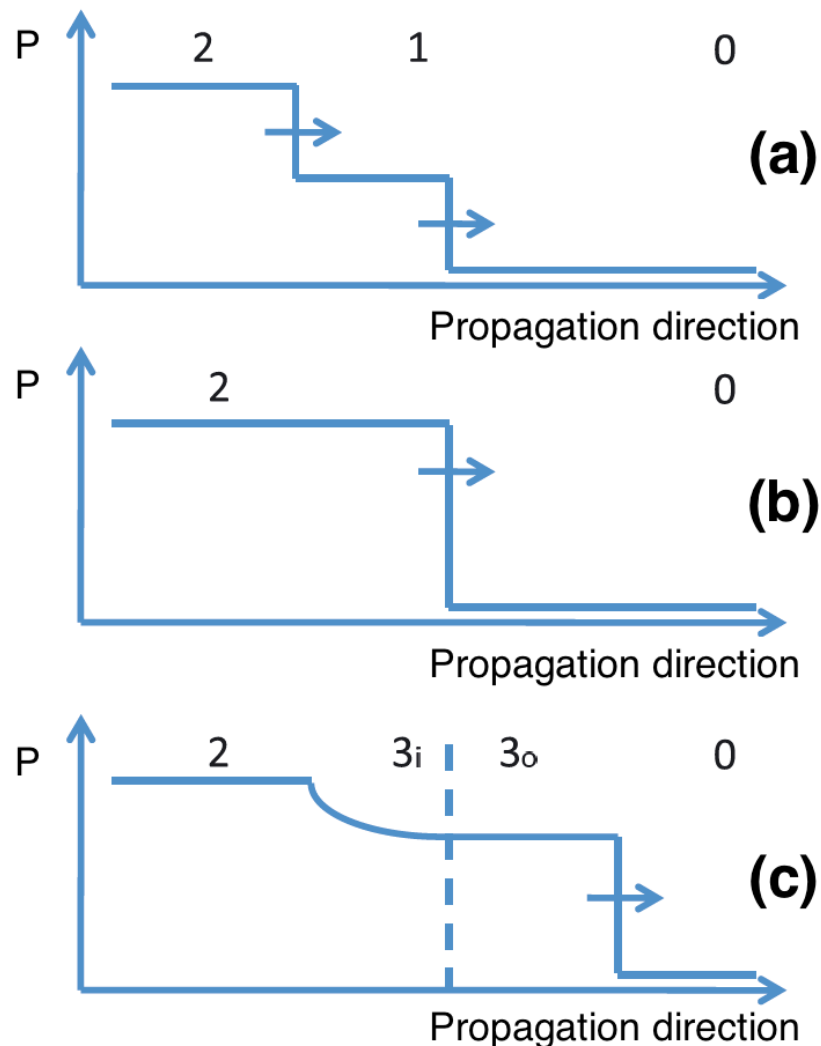 P 2 1 0
(a)
Propagation direction
P 2 0
(b)
Propagation direction
P 2 3i 3o 0
(c)
Propagation direction